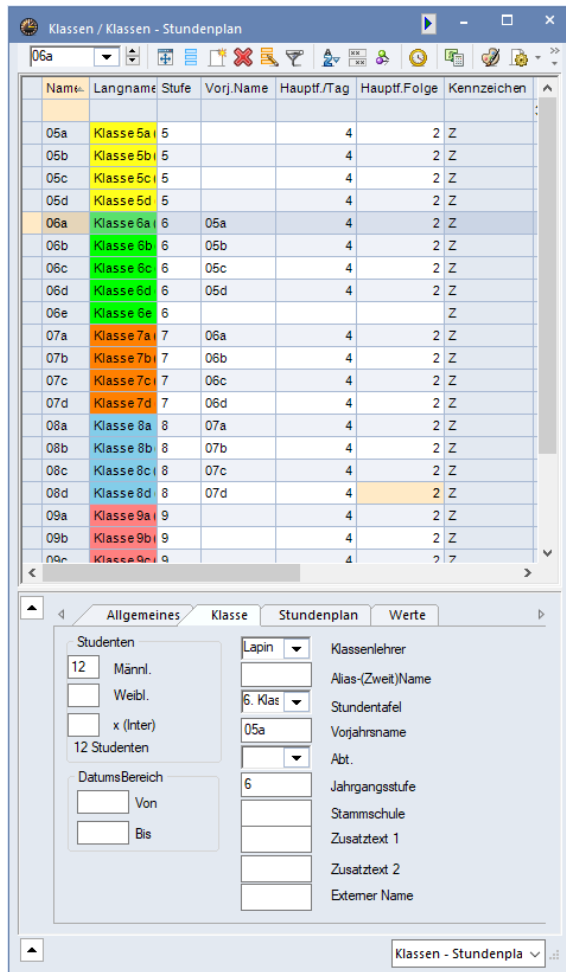 Klassen / Klassen - Stundenplan
06a
Name Langname Stufe Vorj.Name Hauptf./Tag Hauptf.Folge Kennzeichen
05a Klasse 5a ( 5 4 2 Z
05b Klasse 5b ( 5 4 2 Z
05c Klasse 5c ( 5 4 2 Z
05d Klasse 5d 5 4 2 Z
06a Klasse 6a ( 6 05a 4 2 Z
06b Klasse 6b 6 05b 4 2 Z
06c Klasse 6c 6 05c 4 2 Z
06d Klasse 6d 6 05d 4 2 Z
06e Klasse 6e 6 Z
07a Klasse 7a ( 7 06a 4 2 Z
07b Klasse 7b ( 7 06b 4 2 Z
07c Klasse 7c ( 7 06c 4 2 Z
07d Klasse 7d 7 06d 4 2 Z
08a Klasse 8a 8 07a 4 2 Z
08b Klasse 8b 8 07b 4 2 Z
08c Klasse 8c ( 8 07c 4 2 Z
08d Klasse 8d 8 07d 4 2 Z
09a Klasse 9a ( 9 4 2 Z
09b Klasse 9b ( 9 4 2 Z
09c Klasse 9c ( 9 4 2 Z
Allgemeines Klasse Stundenplan Werte
Studenten
12 Männl.
Weibl.
x (Inter)
12 Studenten
DatumsBereich
Von
Bis
Lapin Klassenlehrer
Alias-(Zweit)Name
6. Klas Stundentafel
05a Vorjahrsname
Abt.
6 Jahrgangsstufe
Stammschule
Zusatztext 1
Zusatztext 2
Externer Name
Klassen - Stundenpla